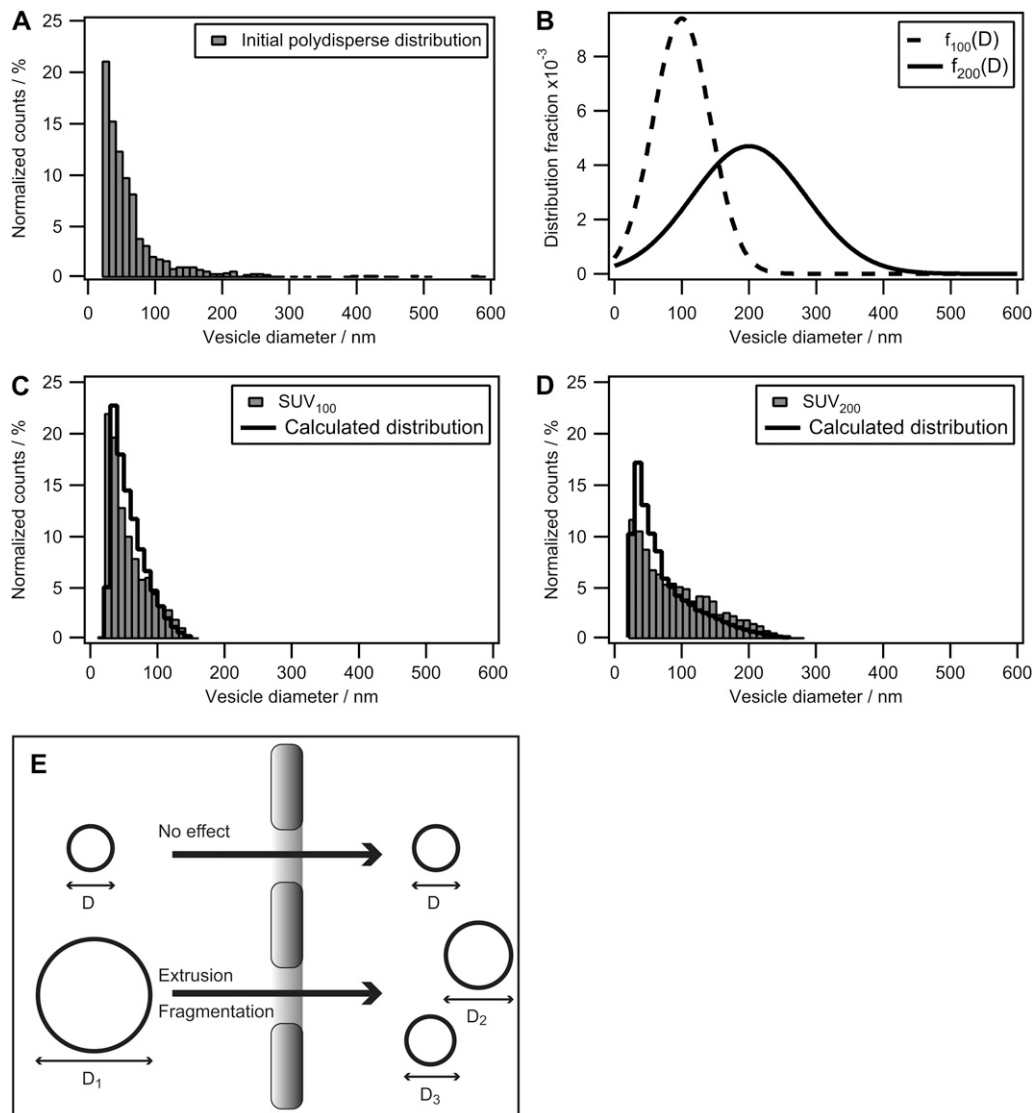 A
25
20
15
10
5
0
Normalized counts / %
Initial polydisperse distribution
0 100 200 300 400 500 600
Vesicle diameter / nm
B
8
6
4
2
0
Distribution fraction x10⁻³
f₁₀₀(D)
f₂₀₀(D)
0 100 200 300 400 500 600
Vesicle diameter / nm
C
25
20
15
10
5
0
Normalized counts / %
SUV₁₀₀
Calculated distribution
0 100 200 300 400 500 600
Vesicle diameter / nm
D
25
20
15
10
5
0
Normalized counts / %
SUV₂₀₀
Calculated distribution
0 100 200 300 400 500 600
Vesicle diameter / nm
E
No effect
D
D
Extrusion
Fragmentation
D₁
D₂
D₃